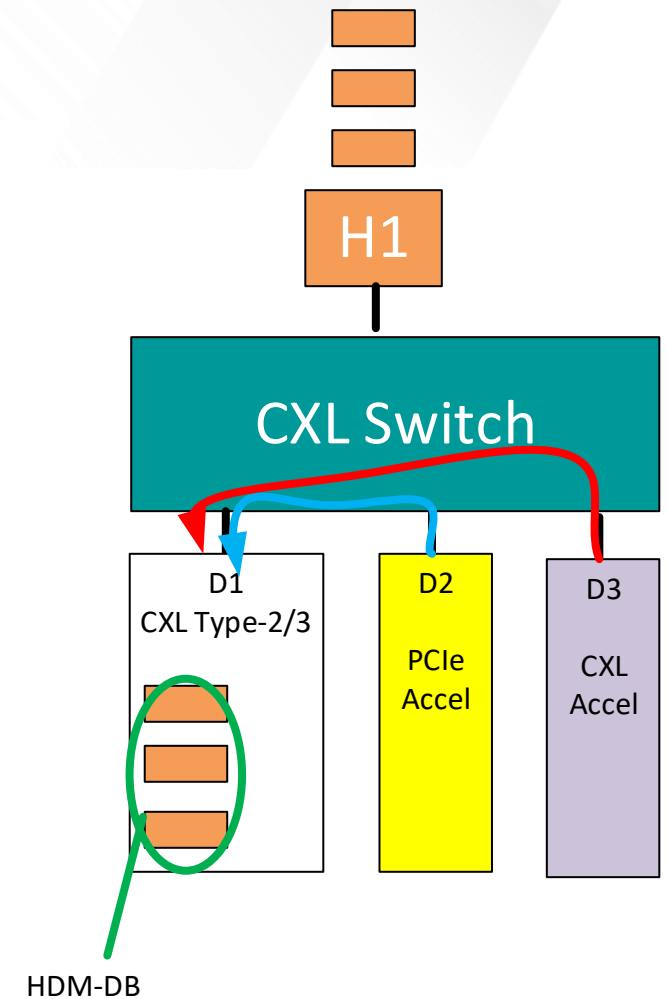 H1
CXL Switch
D1
CXL Type-2/3
D2
PCIe
Accel
D3
CXL
Accel
HDM-DB